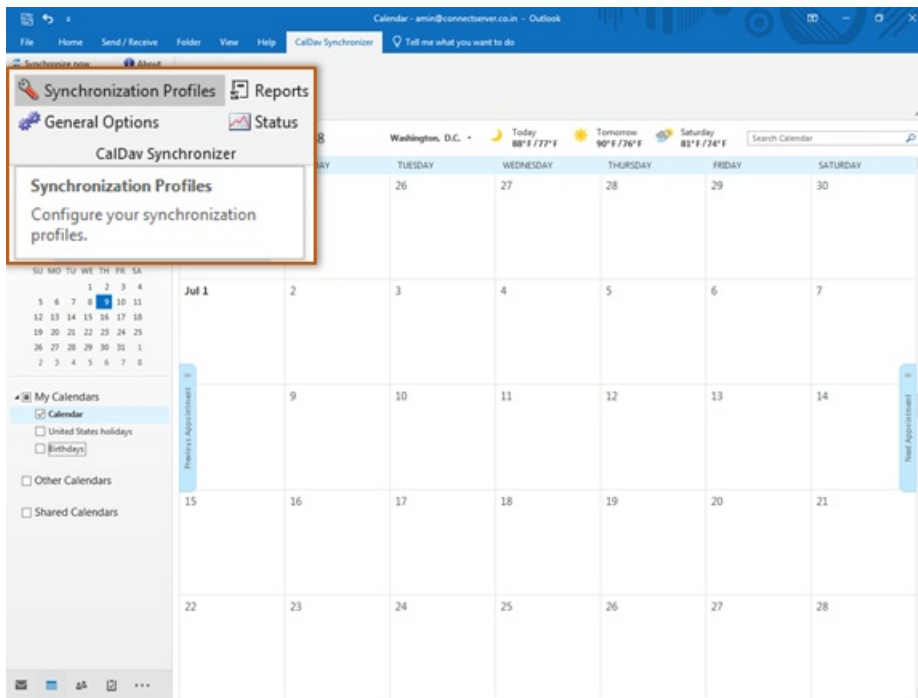 Calendar - amin@connectserver.co.in - Outlook
File Home Send / Receive Folder View Help CalDav Synchronizer Tell me what you want to do
Synchronize now About
Synchronization Profiles Reports
General Options Status
CalDav Synchronizer
Synchronization Profiles
Configure your synchronization
profiles.
8 Washington, D.C. Today 88°F/77°F Tomorrow 90°F/76°F Saturday 81°F/74°F Search Calendar
AY TUESDAY WEDNESDAY THURSDAY FRIDAY SATURDAY
26 27 28 29 30
SU MO TU WE TH FR SA
1 2 3 4
5 6 7 8 9 10 11
12 13 14 15 16 17 18
19 20 21 22 23 24 25
26 27 28 29 30 31 1
2 3 4 5 6 7 8
Jul 1 2 3 4 5 6 7
My Calendars
Calendar
United States holidays
Birthdays
Other Calendars
Shared Calendars
Previous Appointment
9 10 11 12 13 14
Next Appointment
15 16 17 18 19 20 21
22 23 24 25 26 27 28